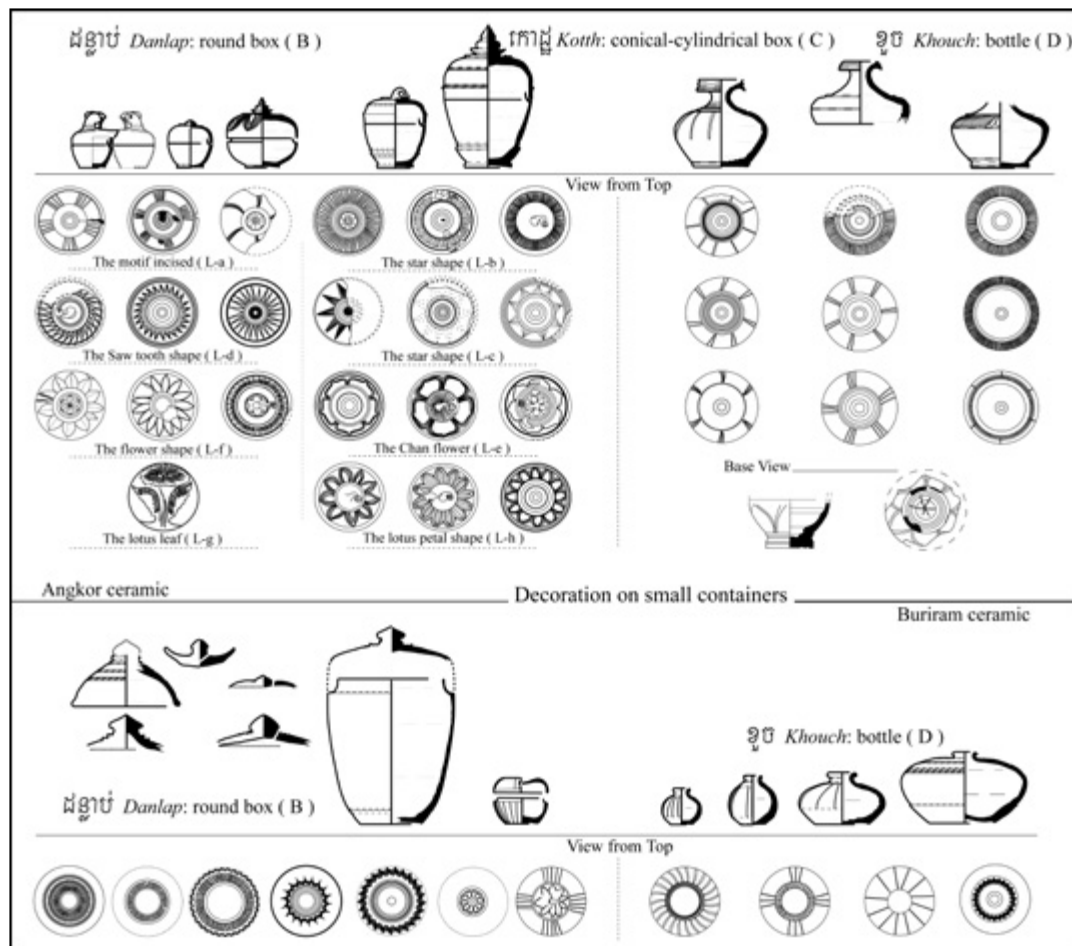 ដន្លាប់ Danlap: round box ( B )
កោដ្ឋ Kotth: conical-cylindrical box ( C )
ខួច Khouch: bottle ( D )
View from Top
The motif incised ( L-a )
The star shape ( L-b )
The Saw tooth shape ( L-d )
The star shape ( L-c )
The flower shape ( L-f )
The Chan flower ( L-e )
Base View
The lotus leaf ( L-g )
The lotus petal shape ( L-h )
Angkor ceramic
Decoration on small containers
Buriram ceramic
ខួច Khouch: bottle ( D )
ដន្លាប់ Danlap: round box ( B )
View from Top